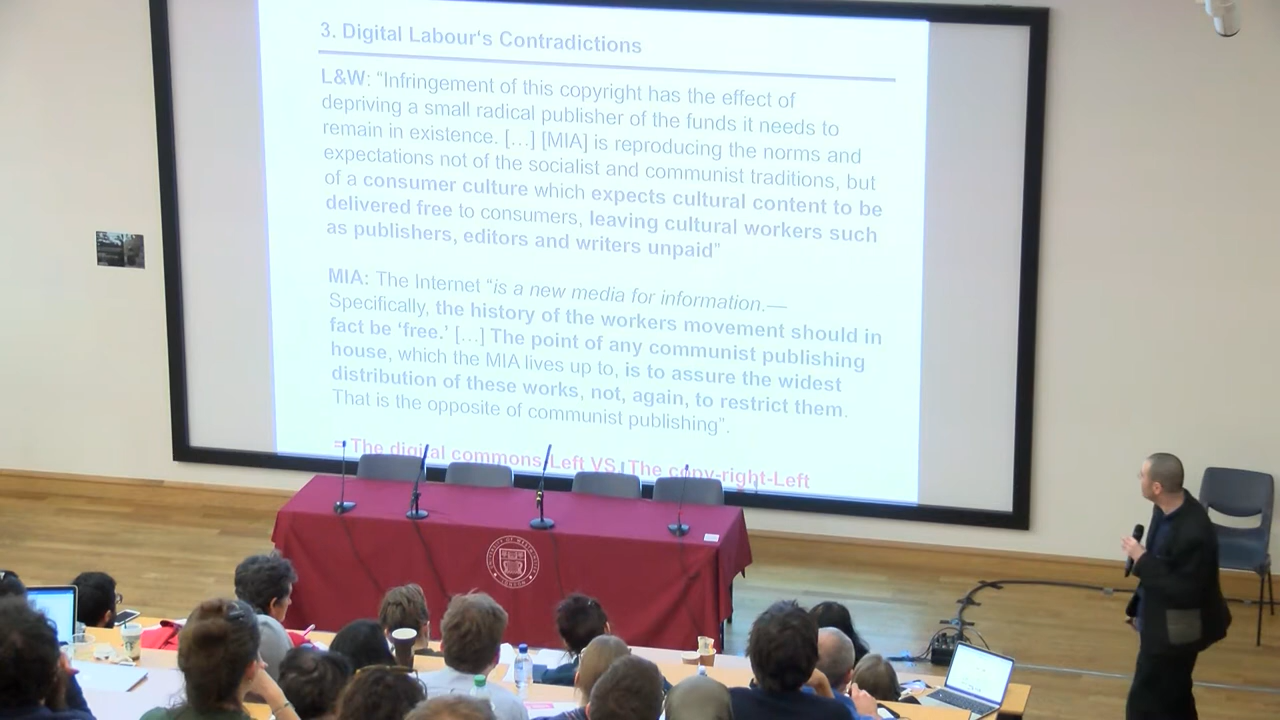 3. Digital Labour's Contradictions
L&W: “Infringement of this copyright has the effect of
depriving a small radical publisher of the funds it needs to
remain in existence. […] [MIA] is reproducing the norms and
expectations not of the socialist and communist traditions, but
of a consumer culture which expects cultural content to be
delivered free to consumers, leaving cultural workers such
as publishers, editors and writers unpaid”
MIA: The Internet “is a new media for information.—
Specifically, the history of the workers movement should in
fact be ‘free.’ […] The point of any communist publishing
house, which the MIA lives up to, is to assure the widest
distribution of these works, not, again, to restrict them.
That is the opposite of communist publishing”.
= The digital commons-Left VS. The copy-right-Left